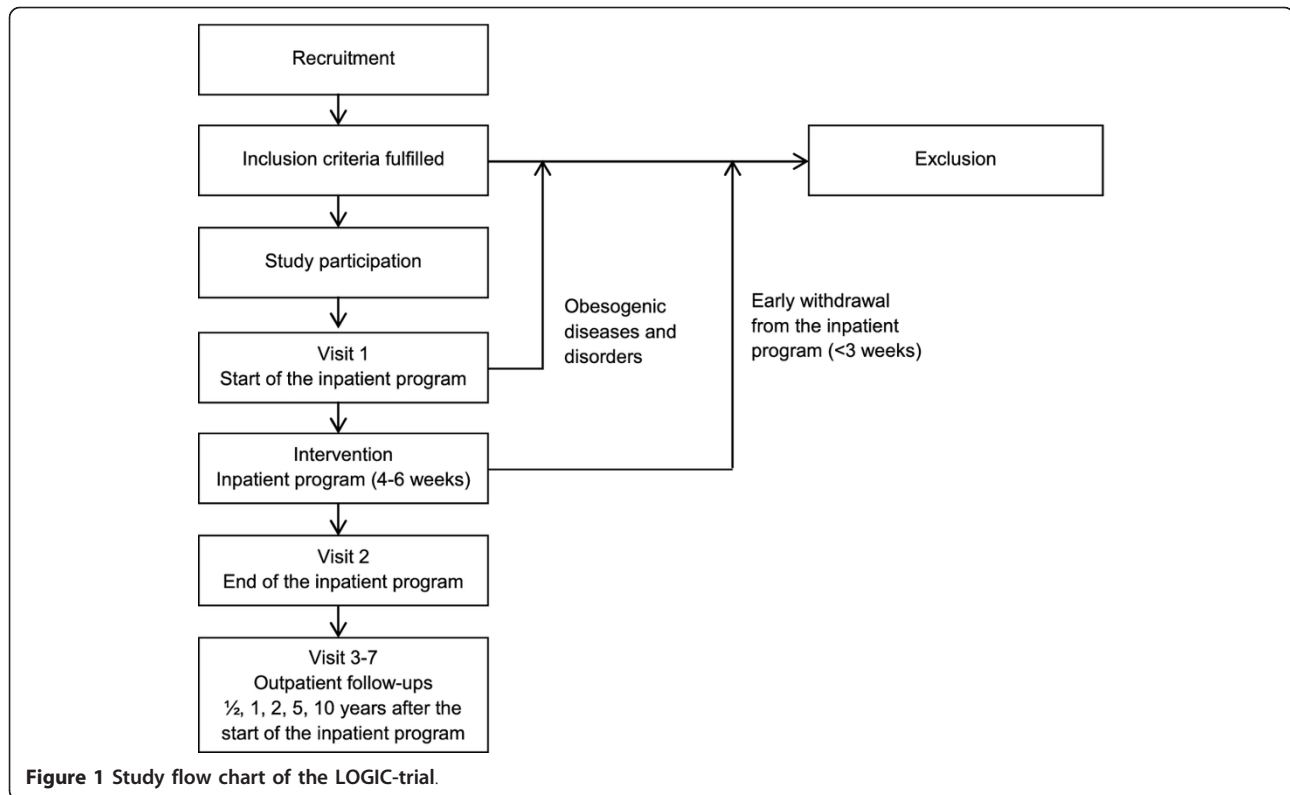 Recruitment
Inclusion criteria fulfilled
Exclusion
Study participation
Obesogenic
diseases and
disorders
Early withdrawal
from the inpatient
program (<3 weeks)
Visit 1
Start of the inpatient program
Intervention
Inpatient program (4-6 weeks)
Visit 2
End of the inpatient program
Visit 3-7
Outpatient follow-ups
½, 1, 2, 5, 10 years after the
start of the inpatient program
Figure 1 Study flow chart of the LOGIC-trial.